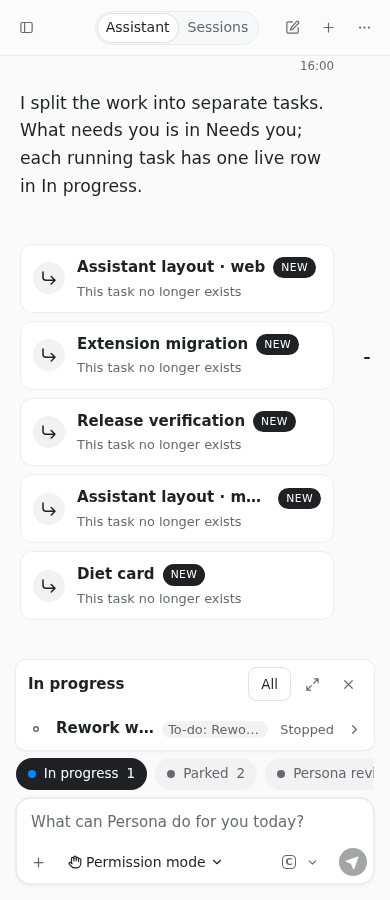 Assistant
Sessions
16:00
I split the work into separate tasks.
What needs you is in Needs you;
each running task has one live row
in In progress.
Assistant layout · web NEW
This task no longer exists
Extension migration NEW
This task no longer exists
Release verification NEW
This task no longer exists
Assistant layout · m... NEW
This task no longer exists
Diet card NEW
This task no longer exists
In progress
All
Rework w... To-do: Rewo... Stopped
In progress 1
Parked 2
Persona revi
What can Persona do for you today?
Permission mode
C